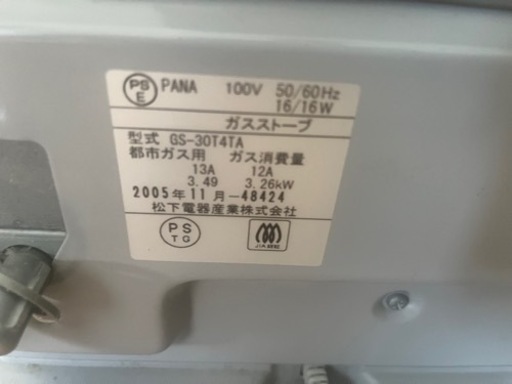 PS E PANA 100V 50/60Hz
16/16W
ガスストーブ
型式 GS-30T4TA
都市ガス用 ガス消費量
13A 12A
3.49 3.26kW
2005年11月-48424
松下電器産業株式会社
PS TG